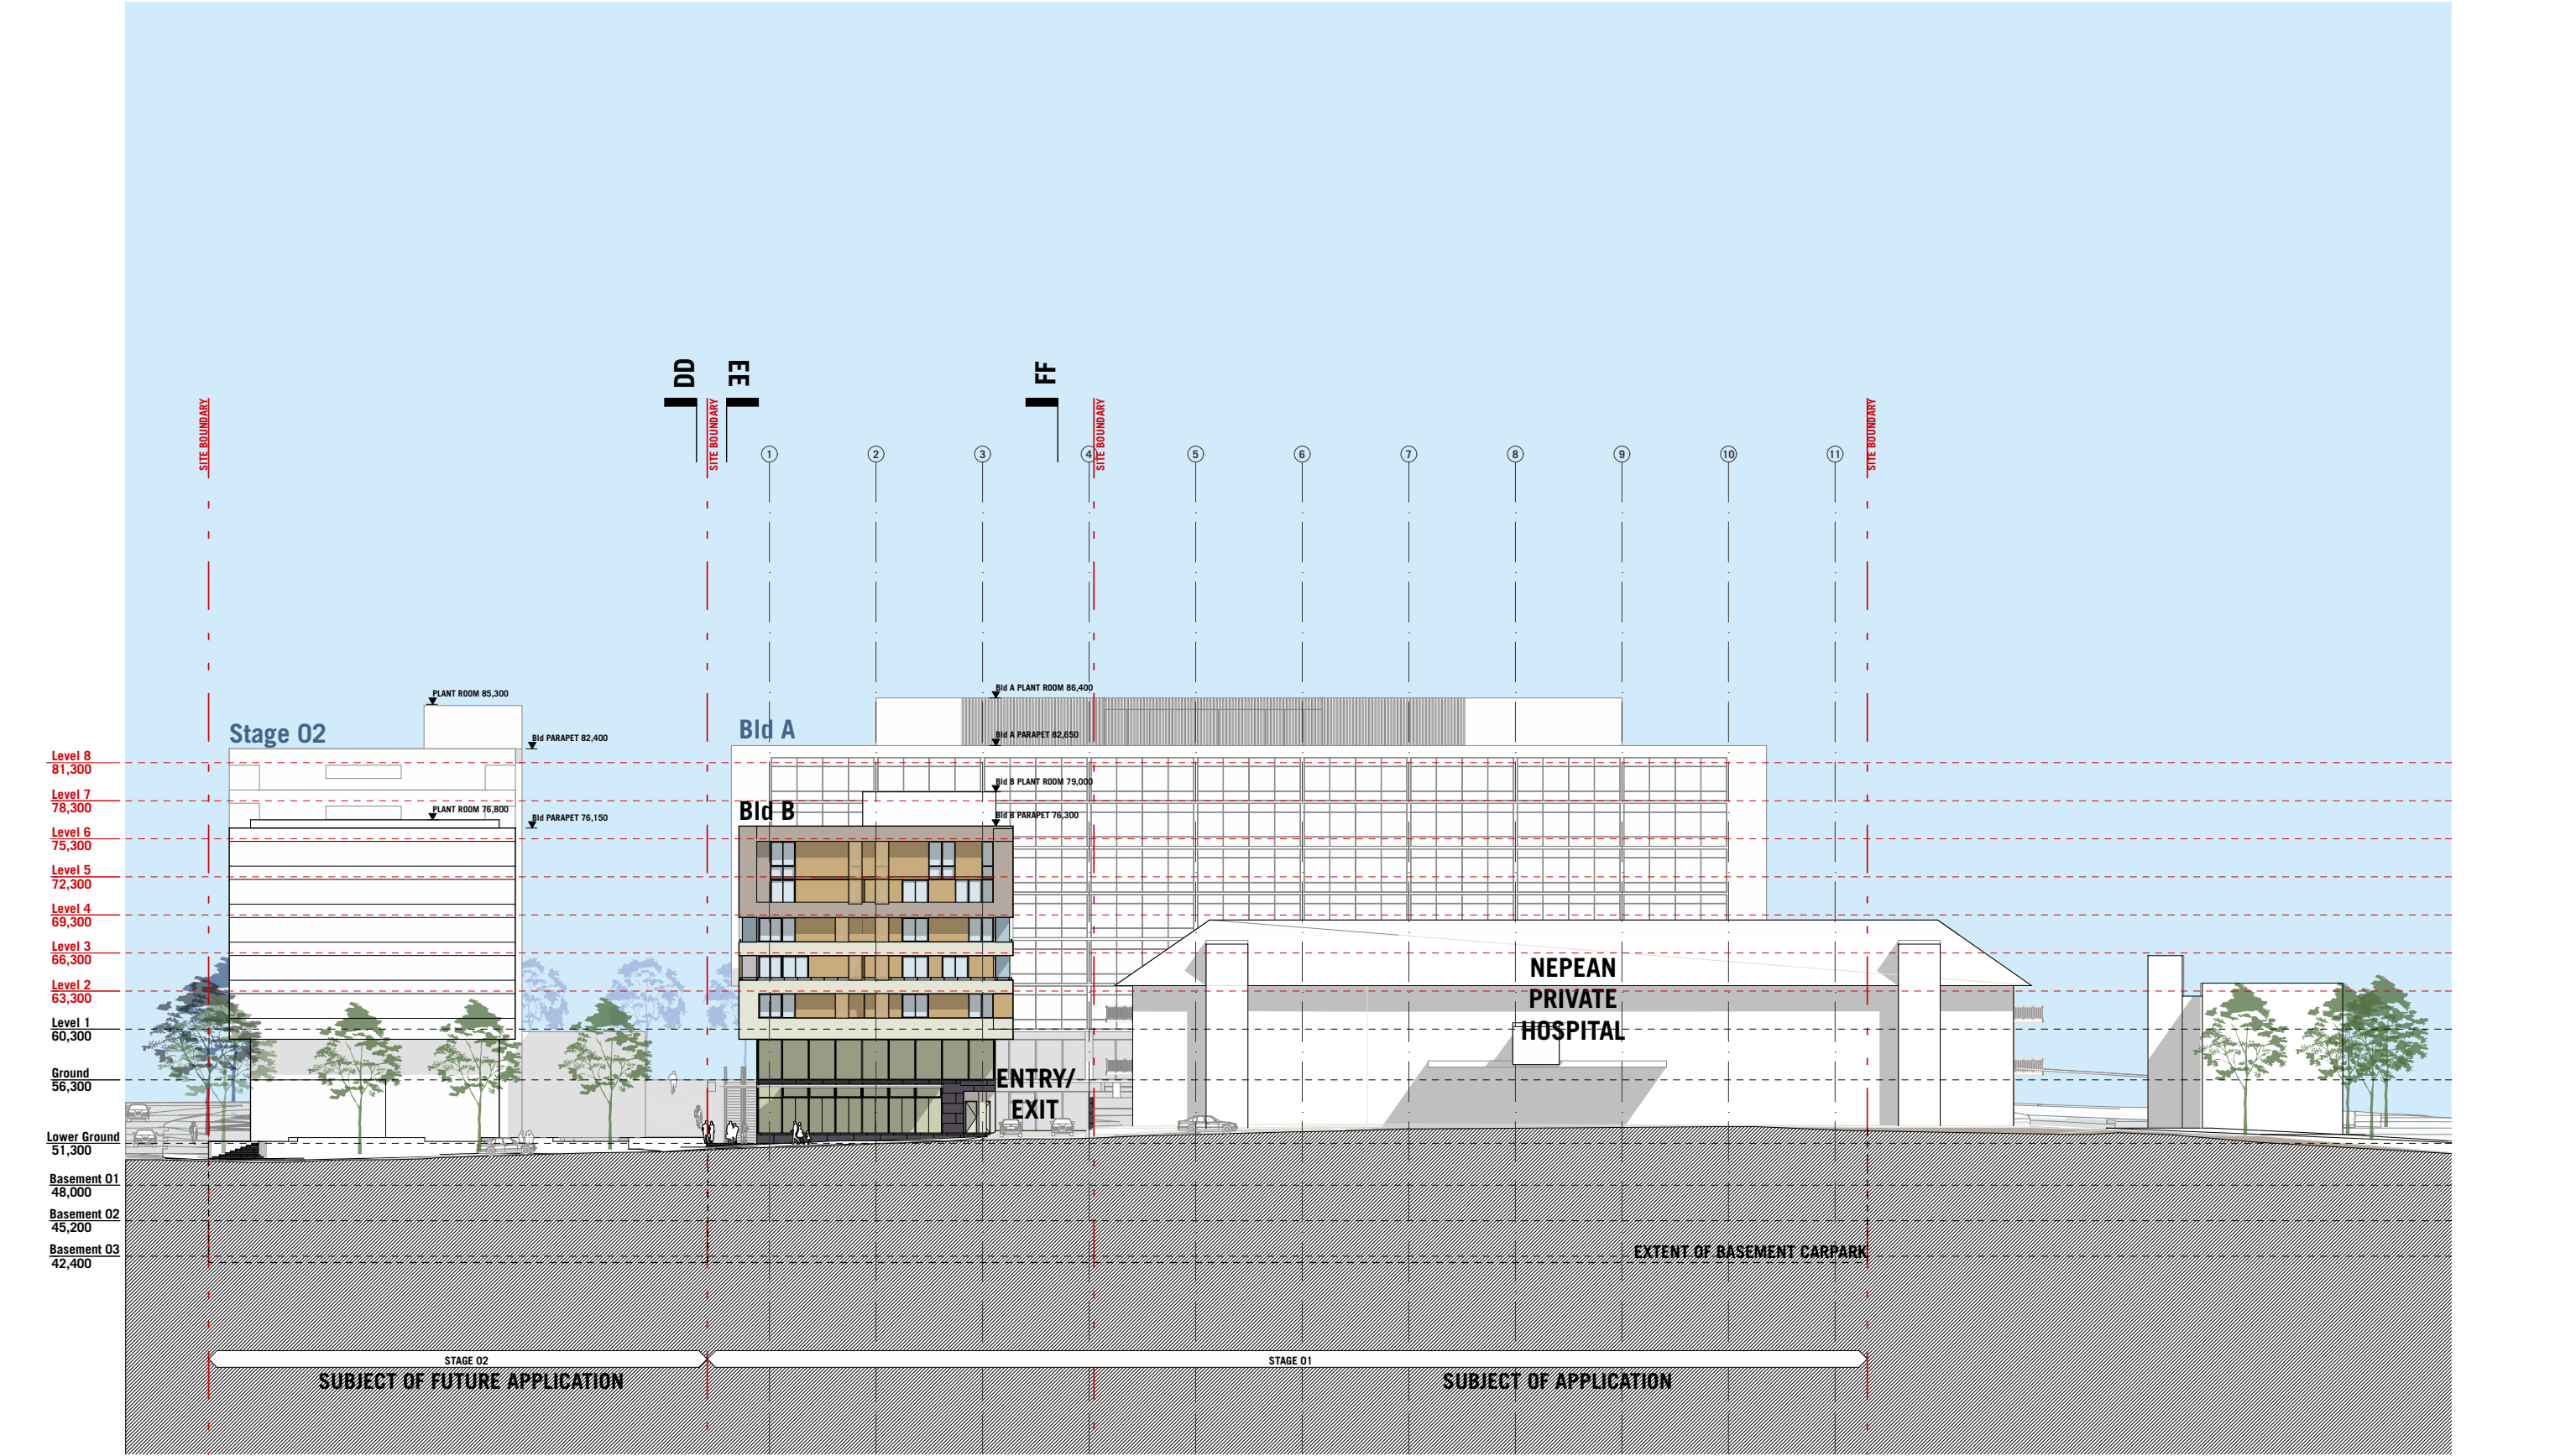 DD
EE
FF
SITE BOUNDARY
SITE BOUNDARY
SITE BOUNDARY
SITE BOUNDARY
1
2
3
4
5
6
7
8
9
10
11
PLANT ROOM 85,300
Bld A PLANT ROOM 86,400
Stage 02
Bld PARAPET 82,400
Bld A
Bld A PARAPET 82,650
Level 8
81,300
Bld B PLANT ROOM 79,000
Level 7
78,300
PLANT ROOM 76,800
Bld PARAPET 76,150
Bld B
Bld B PARAPET 76,300
Level 6
75,300
Level 5
72,300
Level 4
69,300
Level 3
66,300
Level 2
63,300
Level 1
60,300
NEPEAN
PRIVATE
HOSPITAL
Ground
56,300
ENTRY/
EXIT
Lower Ground
51,300
Basement 01
48,000
Basement 02
45,200
Basement 03
42,400
EXTENT OF BASEMENT CARPARK
STAGE 02
STAGE 01
SUBJECT OF FUTURE APPLICATION
SUBJECT OF APPLICATION